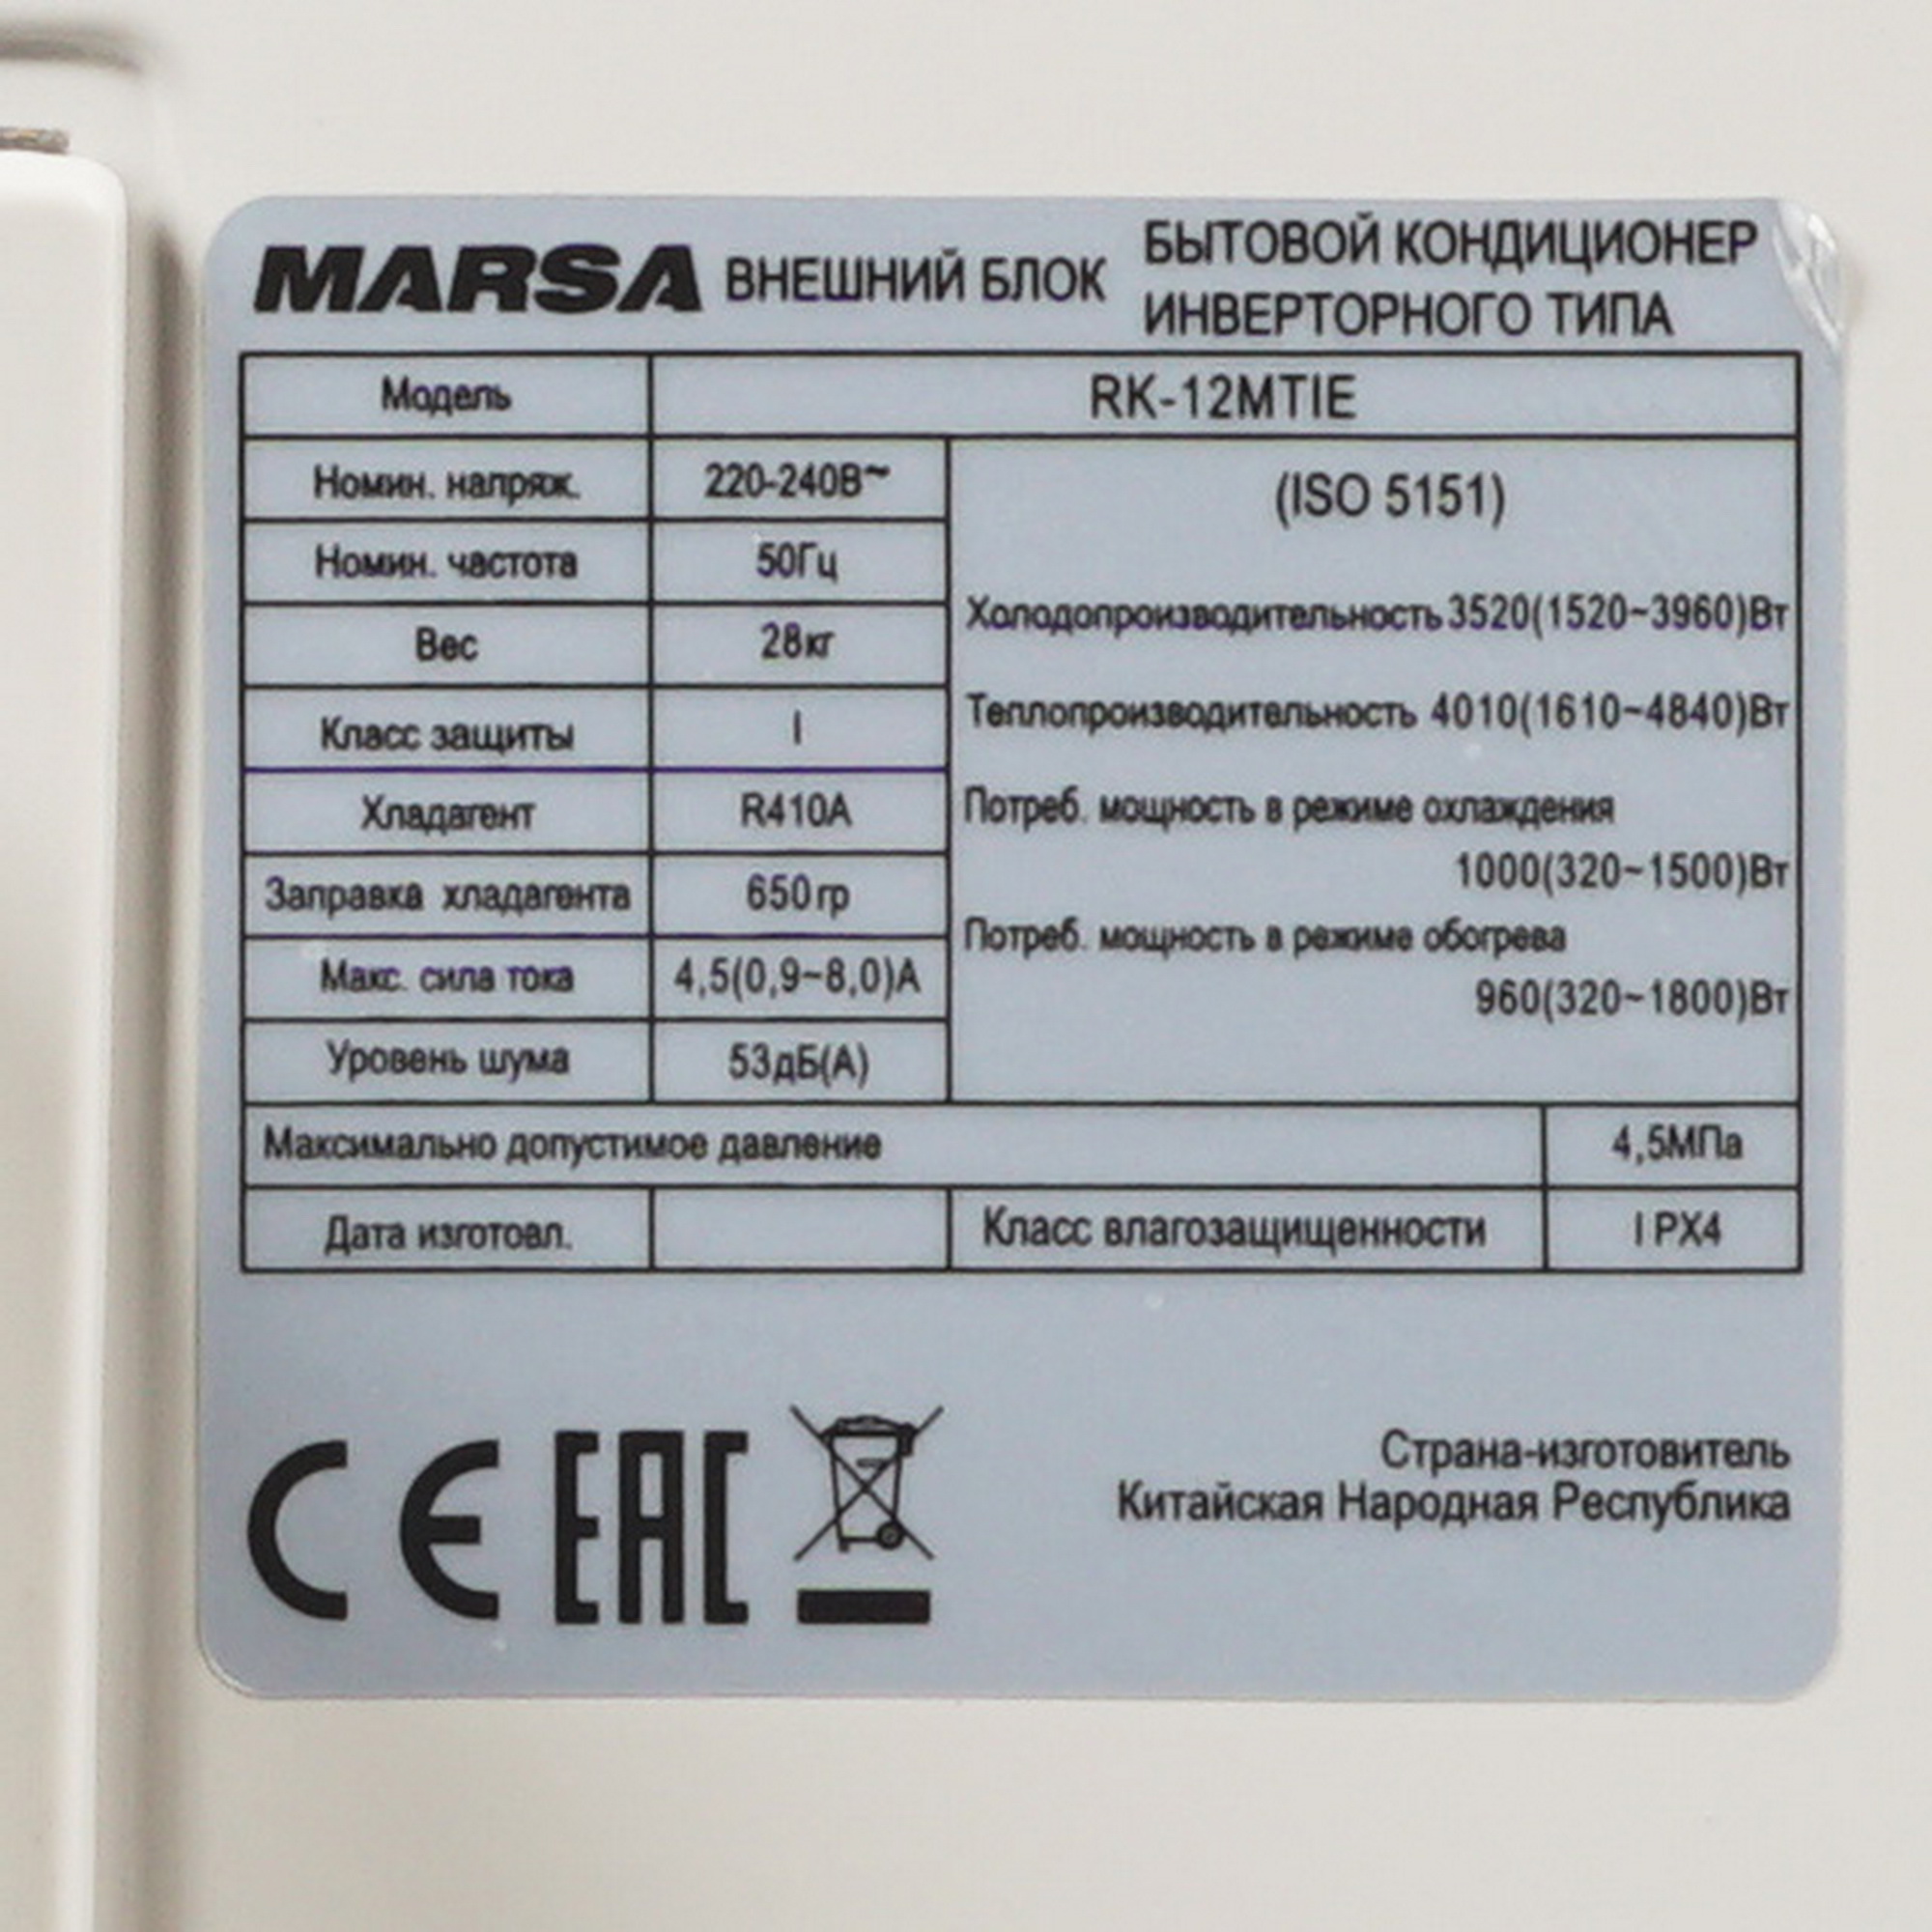 MARSA ВНЕШНИЙ БЛОК
БЫТОВОЙ КОНДИЦИОНЕР
ИНВЕРТОРНОГО ТИПА
Модель RK-12MTIE
Номин. напряж. 220-240В~
Номин. частота 50Гц
Вес 28кг
Класс защиты I
Хладагент R410A
Заправка хладагента 650гр
Макс. сила тока 4,5(0,9~8,0)А
Уровень шума 53дБ(А)
(ISO 5151)
Холодопроизводительность 3520(1520~3960)Вт
Теплопроизводительность 4010(1610~4840)Вт
Потреб. мощность в режиме охлаждения
1000(320~1500)Вт
Потреб. мощность в режиме обогрева
960(320~1800)Вт
Максимально допустимое давление 4,5МПа
Дата изготовл. Класс влагозащищенности I PX4
CE EAC
Страна-изготовитель
Китайская Народная Республика